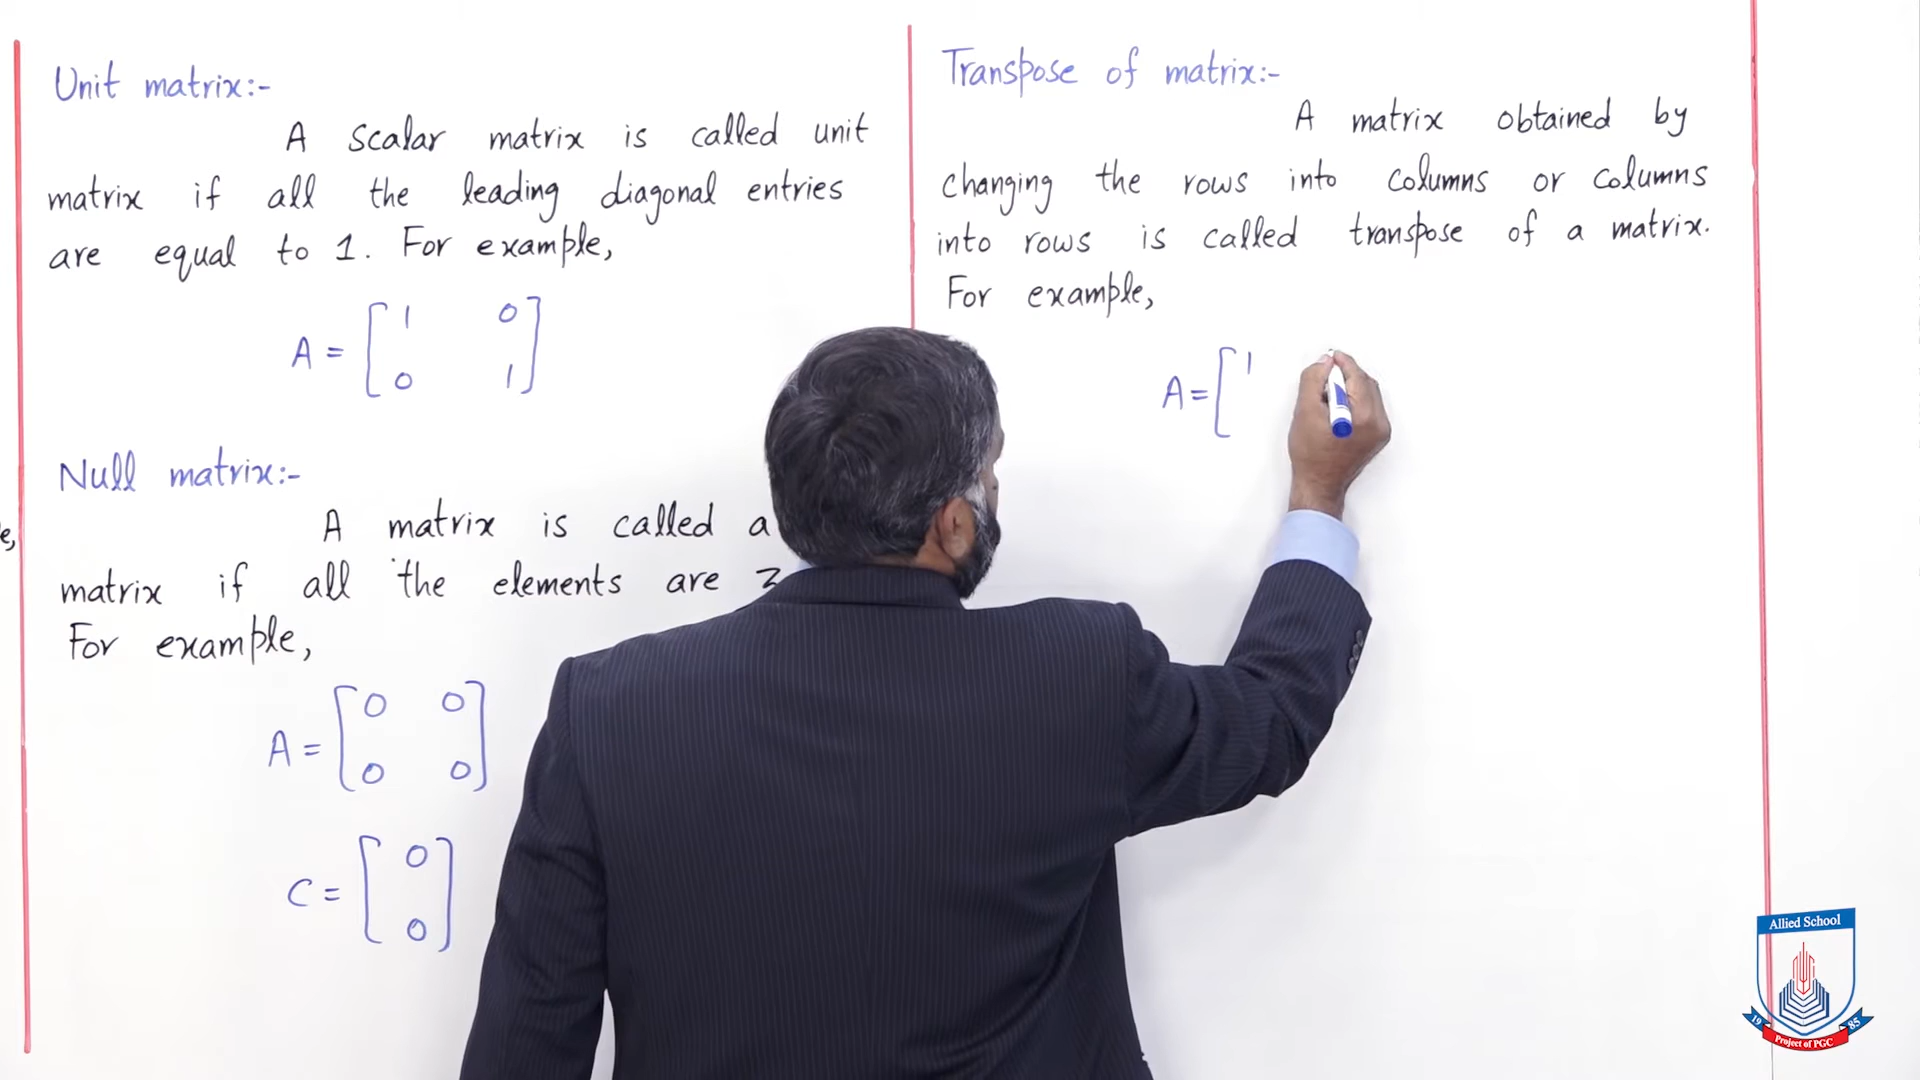 Unit matrix:-
A scalar matrix is called unit
matrix if all the leading diagonal entries
are equal to 1. For example,
A = [ 1 0
0 1 ]
Null matrix:-
A matrix is called a
matrix if all the elements are
For example,
A = [ 0 0
0 0 ]
C = [ 0
0 ]
e,
Transpose of matrix:-
A matrix obtained by
changing the rows into columns or columns
into rows is called transpose of a matrix.
For example,
A = [ 1
Allied School
19 85
Project of PGC